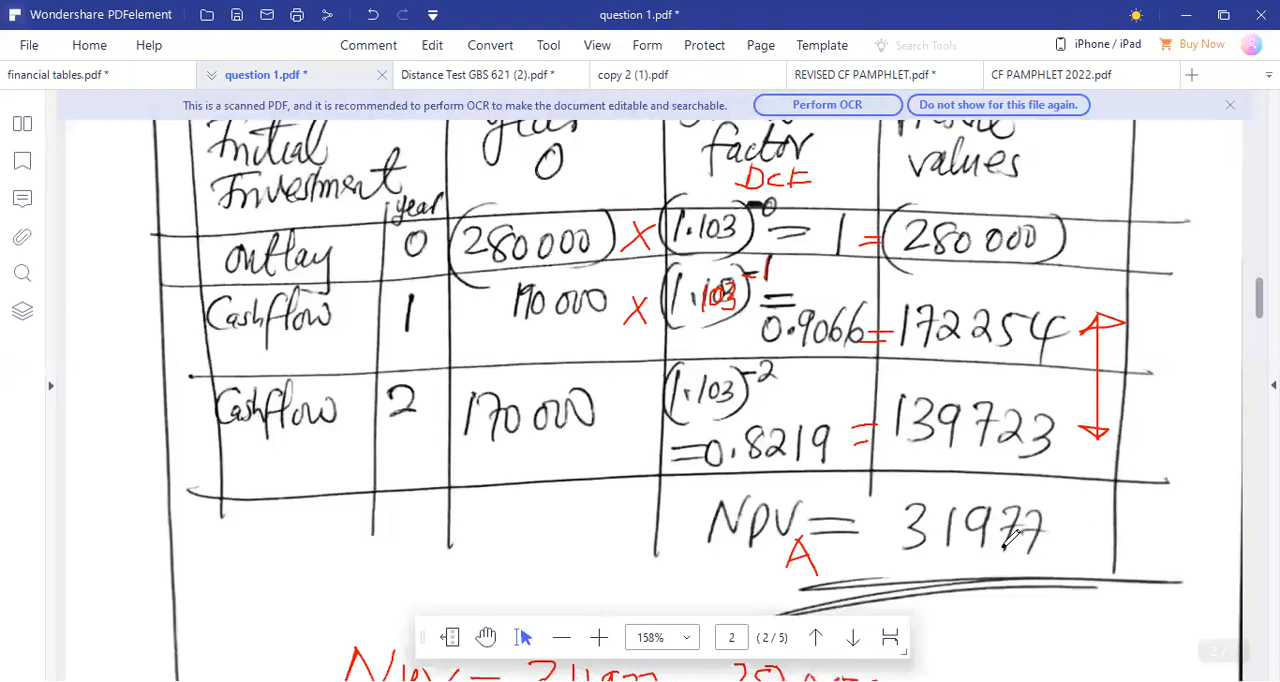 Wondershare PDFelement
question 1.pdf *
File Home Help Comment Edit Convert Tool View Form Protect Page Template Search Tools iPhone / iPad Buy Now
financial tables.pdf * question 1.pdf * Distance Test GBS 621 (2).pdf * copy 2 (1).pdf REVISED CF PAMPHLET.pdf * CF PAMPHLET 2022.pdf
This is a scanned PDF, and it is recommended to perform OCR to make the document editable and searchable. Perform OCR Do not show for this file again.
Initial year factor
Investment 0 DCF values
year
outlay 0 (280 000) × (1.103)^-0 = 1 = (280 000)
Cashflow 1 190 000 × (1.103)^-1 =
0.9066 = 172254
Cashflow 2 170 000 (1.103)^-2
= 0.8219 = 139723
NPV = 31977
A
158% 2 (2 / 5)
2 /